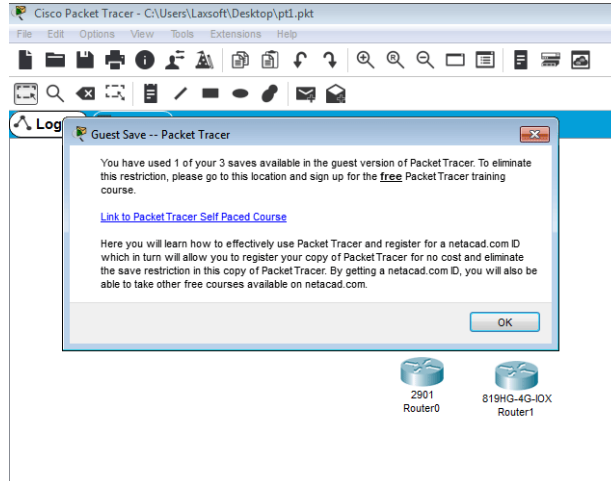 Cisco Packet Tracer - C:\Users\Laxsoft\Desktop\pt1.pkt
File Edit Options View Tools Extensions Help
Log
Guest Save -- Packet Tracer
You have used 1 of your 3 saves available in the guest version of Packet Tracer. To eliminate
this restriction, please go to this location and sign up for the free Packet Tracer training
course.
Link to Packet Tracer Self Paced Course
Here you will learn how to effectively use Packet Tracer and register for a netacad.com ID
which in turn will allow you to register your copy of Packet Tracer for no cost and eliminate
the save restriction in this copy of Packet Tracer. By getting a netacad.com ID, you will also be
able to take other free courses available on netacad.com.
OK
2901
Router0
819HG-4G-IOX
Router1